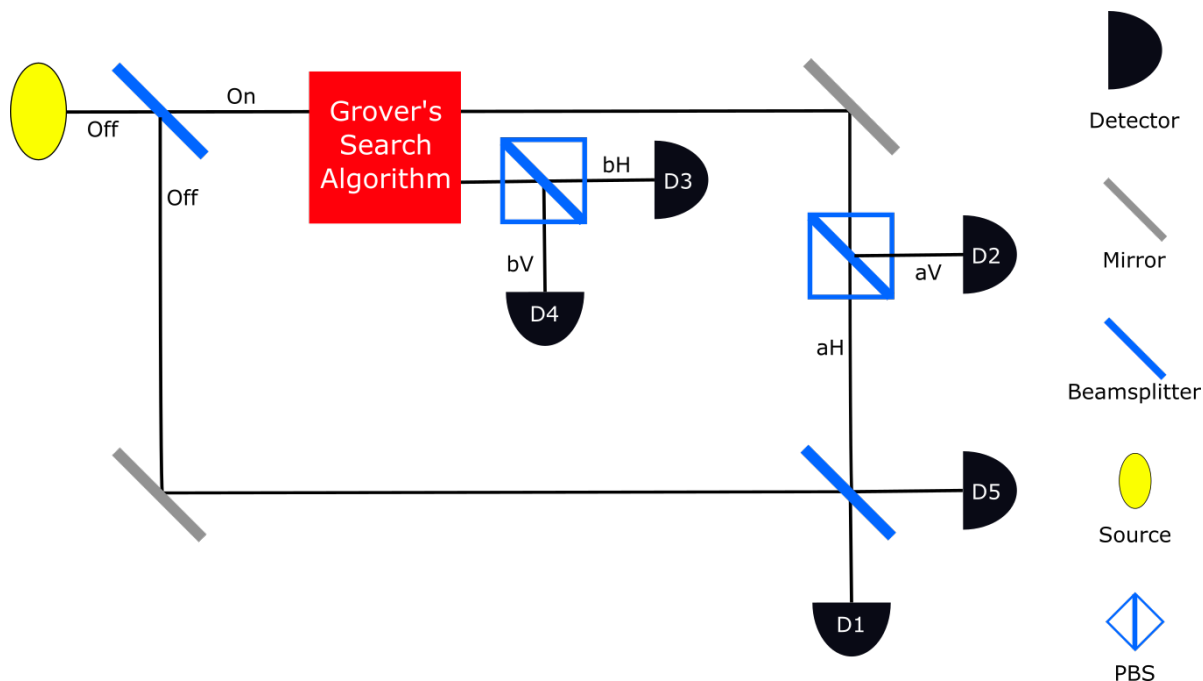 Off
On
Grover's
Search
Algorithm
Off
bH
D3
bV
D4
D2
aV
aH
D5
D1
Detector
Mirror
Beamsplitter
Source
PBS